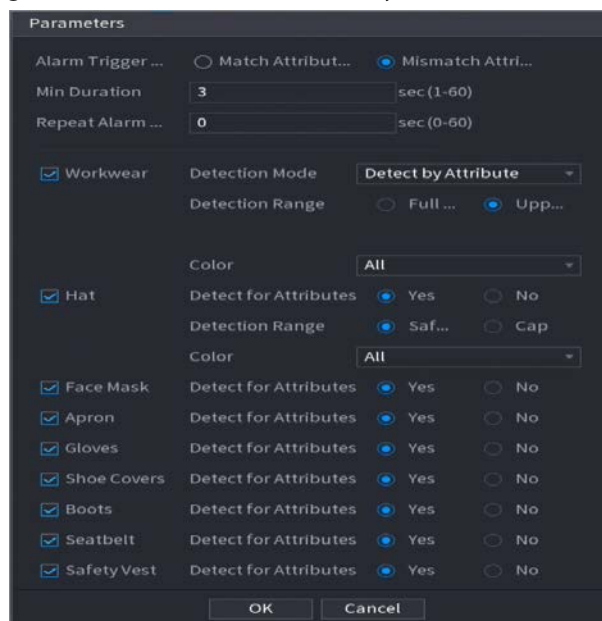 Parameters
Alarm Trigger ... Match Attribut... Mismatch Attri...
Min Duration 3 sec(1-60)
Repeat Alarm ... 0 sec(0-60)
Workwear Detection Mode Detect by Attribute
Detection Range Full ... Upp...
Color All
Hat Detect for Attributes Yes No
Detection Range Saf... Cap
Color All
Face Mask Detect for Attributes Yes No
Apron Detect for Attributes Yes No
Gloves Detect for Attributes Yes No
Shoe Covers Detect for Attributes Yes No
Boots Detect for Attributes Yes No
Seatbelt Detect for Attributes Yes No
Safety Vest Detect for Attributes Yes No
OK Cancel